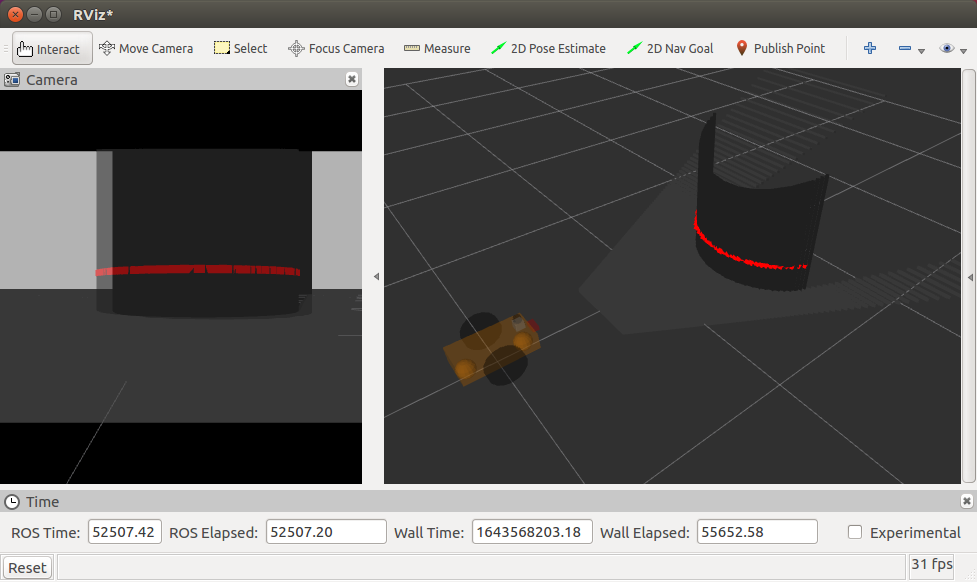 RViz*
Interact Move Camera Select Focus Camera Measure 2D Pose Estimate 2D Nav Goal Publish Point
Camera
Time
ROS Time: 52507.42 ROS Elapsed: 52507.20 Wall Time: 1643568203.18 Wall Elapsed: 55652.58 Experimental
Reset 31 fps